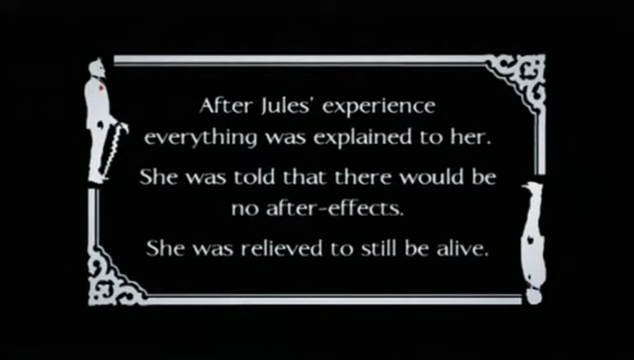 After Jules' experience
everything was explained to her.
She was told that there would be
no after-effects.
She was relieved to still be alive.